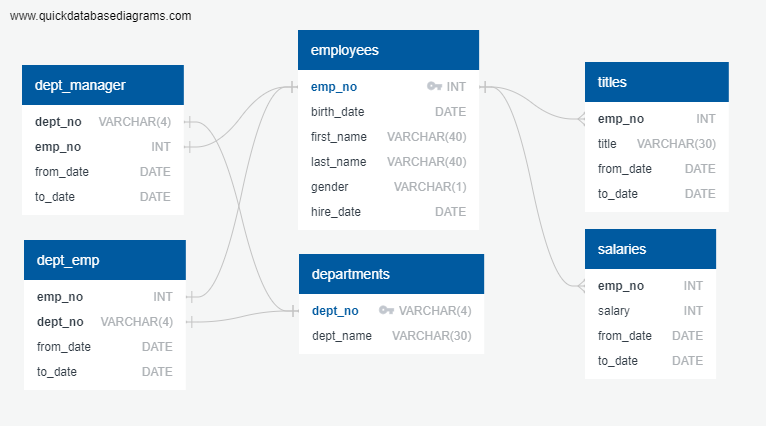 www.quickdatabasediagrams.com
dept_manager
dept_no VARCHAR(4)
emp_no INT
from_date DATE
to_date DATE
dept_emp
emp_no INT
dept_no VARCHAR(4)
from_date DATE
to_date DATE
employees
emp_no INT
birth_date DATE
first_name VARCHAR(40)
last_name VARCHAR(40)
gender VARCHAR(1)
hire_date DATE
departments
dept_no VARCHAR(4)
dept_name VARCHAR(30)
titles
emp_no INT
title VARCHAR(30)
from_date DATE
to_date DATE
salaries
emp_no INT
salary INT
from_date DATE
to_date DATE